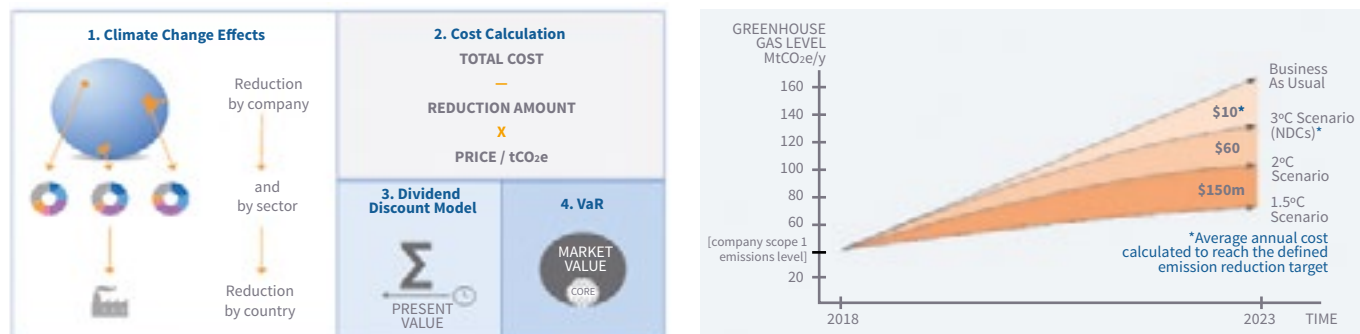 1. Climate Change Effects
Reduction
by company
and
by sector
Reduction
by country
2. Cost Calculation
TOTAL COST
—
REDUCTION AMOUNT
X
PRICE / tCO2e
3. Dividend
Discount Model
Σ
PRESENT
VALUE
4. VaR
MARKET
VALUE
CORE
GREENHOUSE
GAS LEVEL
MtCO2e/y
160
140
120
100
80
60
[company scope 1
emissions level]
20
2018
2023
TIME
Business
As Usual
$10*
3ºC Scenario
(NDCs)*
$60
2ºC
Scenario
$150m
1.5ºC
Scenario
*Average annual cost
calculated to reach the defined
emission reduction target